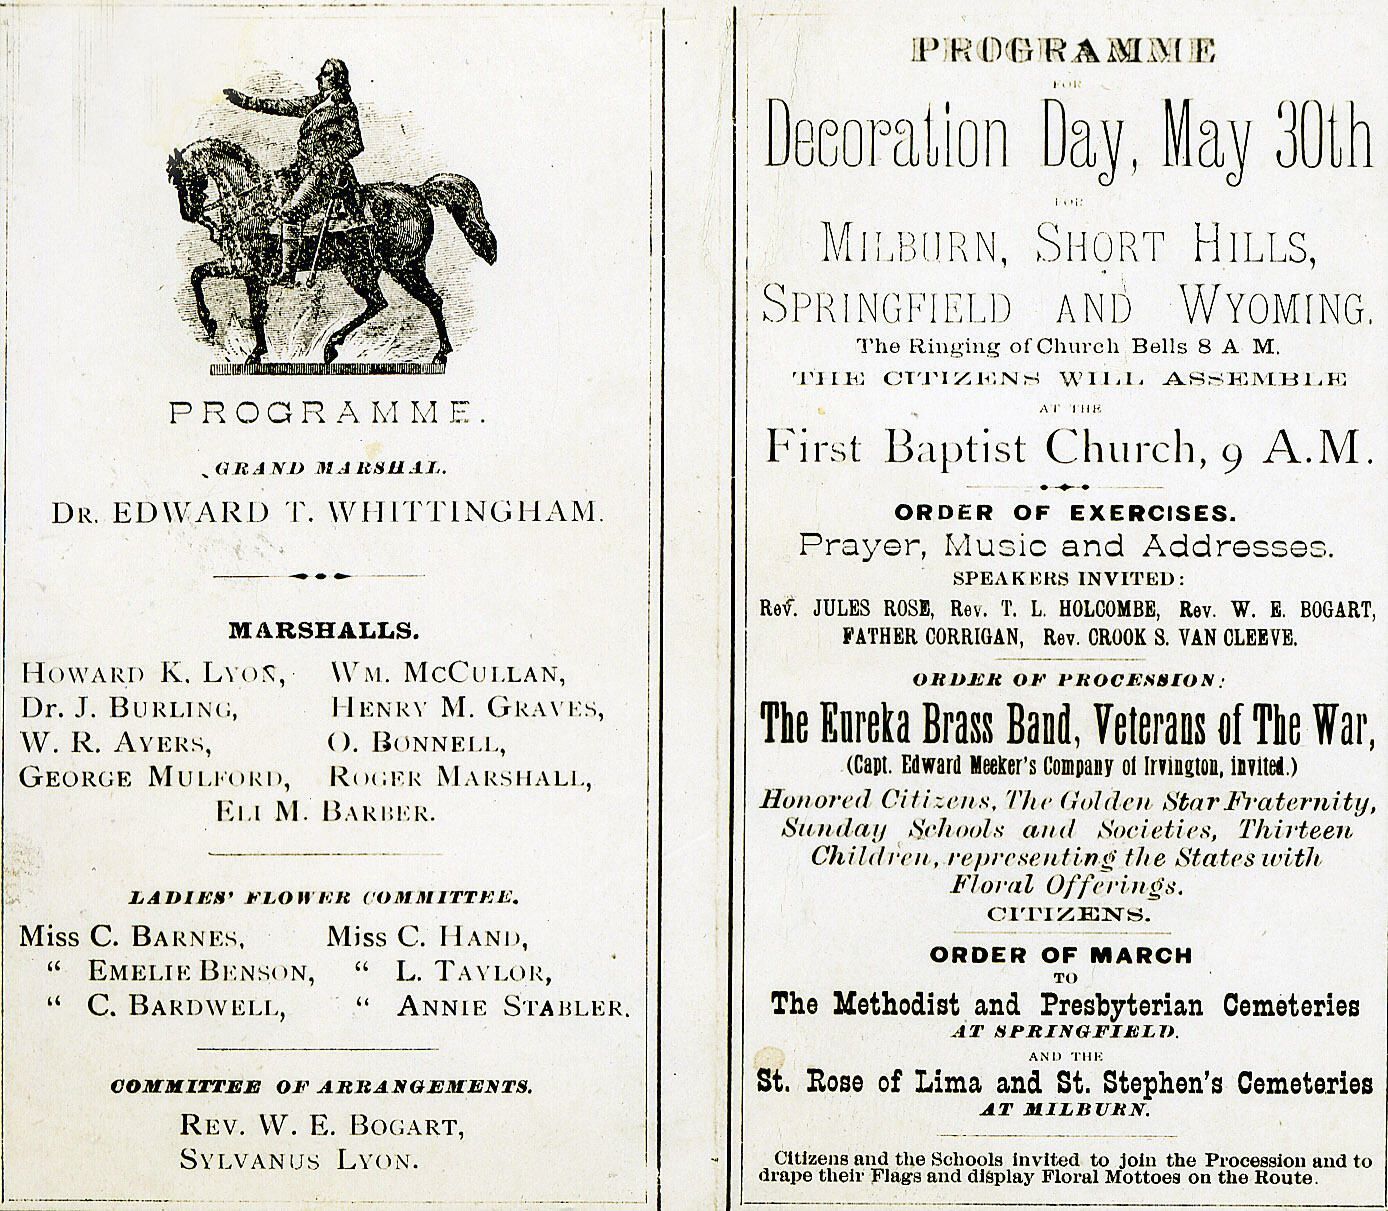 PROGRAMME.
GRAND MARSHAL.
DR. EDWARD T. WHITTINGHAM.
MARSHALLS.
HOWARD K. LYON, WM. MCCULLAN,
Dr. J. BURLING, HENRY M. GRAVES,
W. R. AYERS, O. BONNELL,
GEORGE MULFORD, ROGER MARSHALL,
ELI M. BARBER.
LADIES' FLOWER COMMITTEE.
Miss C. BARNES, Miss C. HAND,
“ EMELIE BENSON, “ L. TAYLOR,
“ C. BARDWELL, “ ANNIE STABLER.
COMMITTEE OF ARRANGEMENTS.
REV. W. E. BOGART,
SYLVANUS LYON.
PROGRAMME
FOR
Decoration Day, May 30th
FOR
MILBURN, SHORT HILLS,
SPRINGFIELD AND WYOMING.
The Ringing of Church Bells 8 A M.
THE CITIZENS WILL ASSEMBLE
AT THE
First Baptist Church, 9 A.M.
ORDER OF EXERCISES.
Prayer, Music and Addresses.
SPEAKERS INVITED:
Rev. JULES ROSE, Rev. T. L. HOLCOMBE, Rev. W. E. BOGART,
FATHER CORRIGAN, Rev. CROOK S. VAN CLEEVE.
ORDER OF PROCESSION:
The Eureka Brass Band, Veterans of The War,
(Capt. Edward Meeker's Company of Irvington, invited.)
Honored Citizens, The Golden Star Fraternity,
Sunday Schools and Societies, Thirteen
Children, representing the States with
Floral Offerings.
CITIZENS.
ORDER OF MARCH
TO
The Methodist and Presbyterian Cemeteries
AT SPRINGFIELD.
AND THE
St. Rose of Lima and St. Stephen's Cemeteries
AT MILBURN.
Citizens and the Schools invited to join the Procession and to
drape their Flags and display Floral Mottoes on the Route.